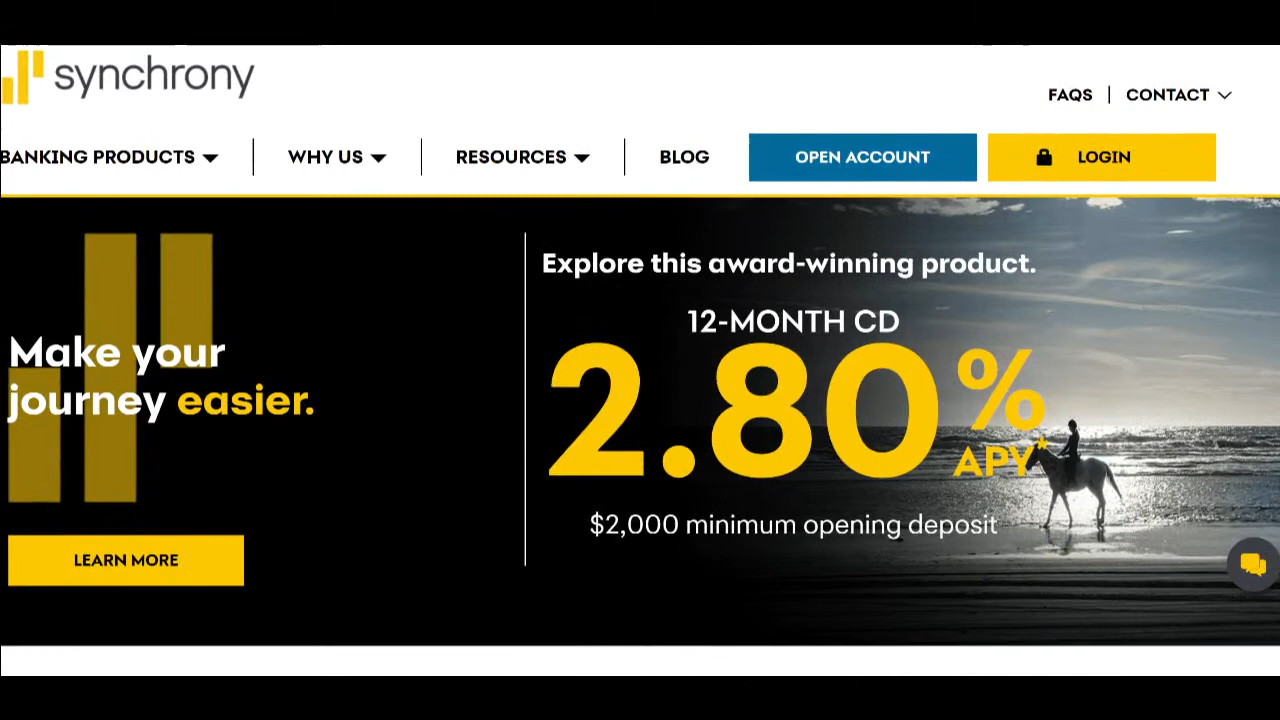 synchrony
FAQS | CONTACT
BANKING PRODUCTS
WHY US
RESOURCES
BLOG
OPEN ACCOUNT
LOGIN
Make your
journey easier.
LEARN MORE
Explore this award-winning product.
12-MONTH CD
2.80%
APY*
$2,000 minimum opening deposit